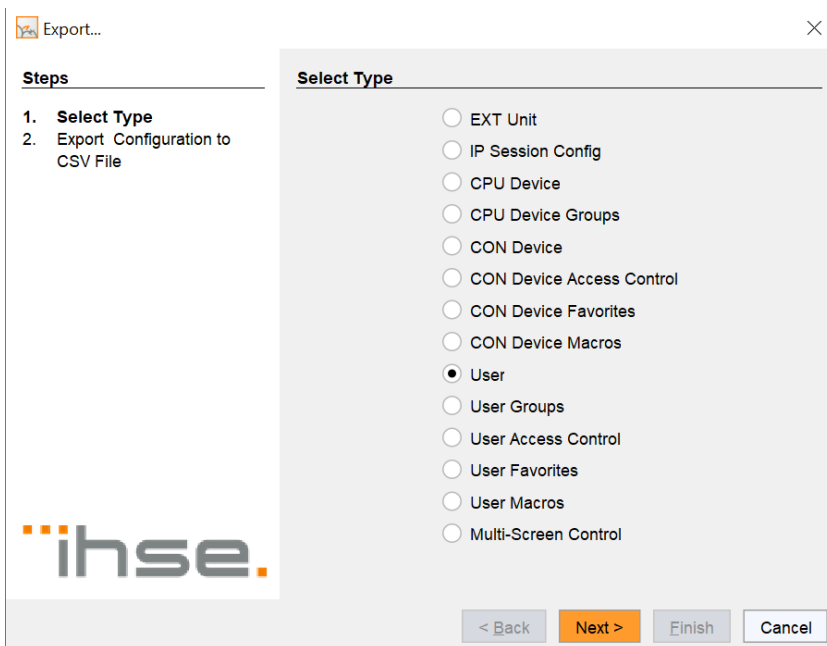 Export...
Steps
1. Select Type
2. Export Configuration to
CSV File
Select Type
EXT Unit
IP Session Config
CPU Device
CPU Device Groups
CON Device
CON Device Access Control
CON Device Favorites
CON Device Macros
User
User Groups
User Access Control
User Favorites
User Macros
Multi-Screen Control
ihse.
< Back Next > Finish Cancel